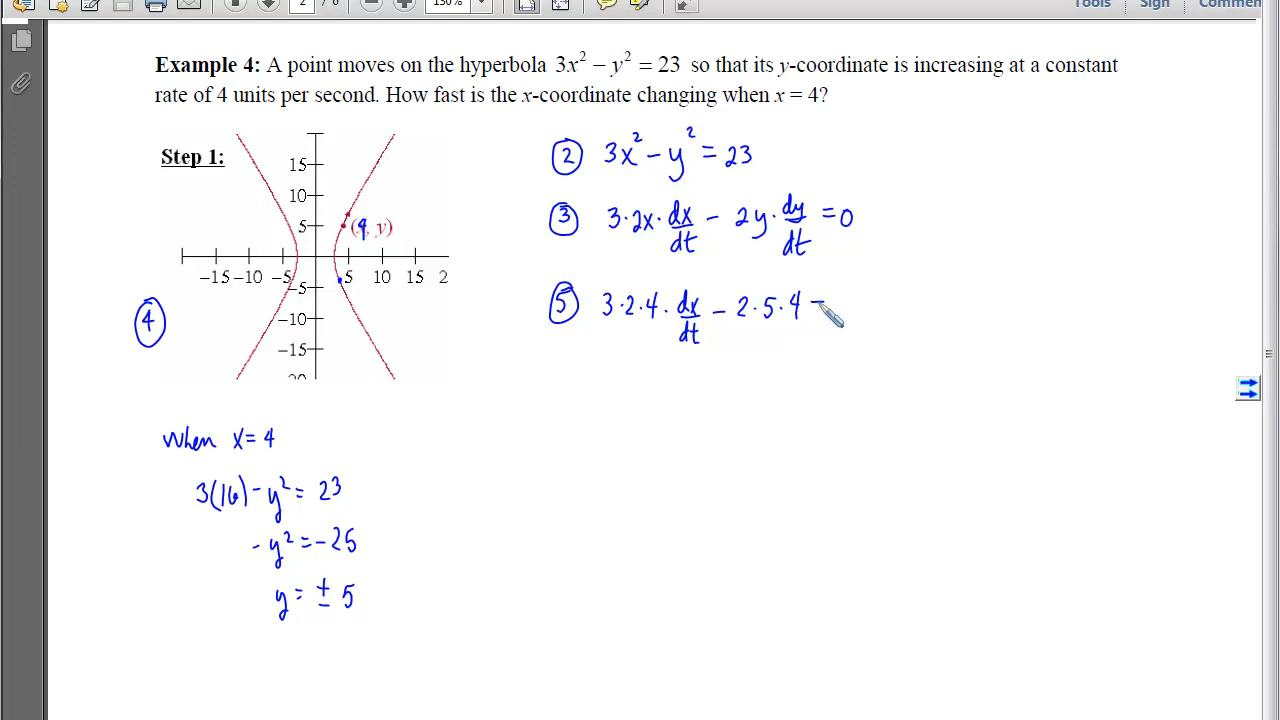 2 / 6 150%
Tools Sign Commen
Example 4: A point moves on the hyperbola 3x² − y² = 23 so that its y-coordinate is increasing at a constant
rate of 4 units per second. How fast is the x-coordinate changing when x = 4?
Step 1:
15
10
5
(4, y)
−15 −10 −5 5 10 15 2
−5
−10
−15
④
② 3x² − y² = 23
③ 3·2x· dx/dt − 2y· dy/dt = 0
⑤ 3·2·4· dx/dt − 2·5·4
When x = 4
3(16) − y² = 23
− y² = −25
y = ± 5